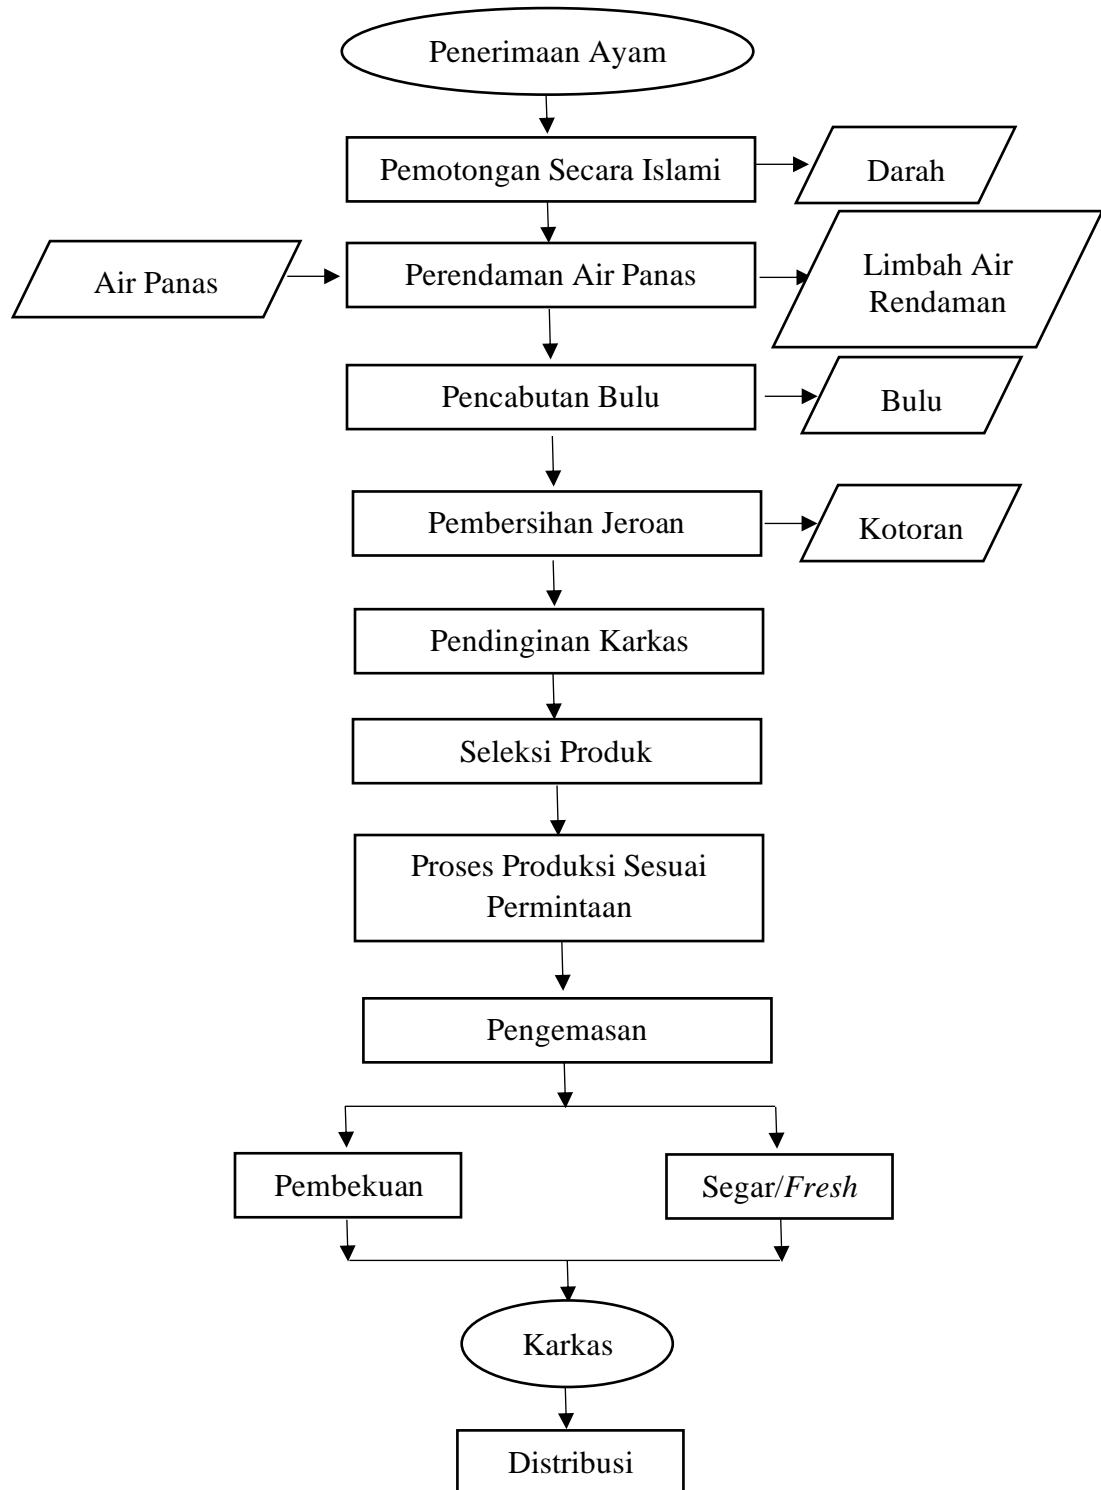 Penerimaan Ayam
Pemotongan Secara Islami
Darah
Air Panas
Perendaman Air Panas
Limbah Air
Rendaman
Pencabutan Bulu
Bulu
Pembersihan Jeroan
Kotoran
Pendinginan Karkas
Seleksi Produk
Proses Produksi Sesuai
Permintaan
Pengemasan
Pembekuan
Segar/Fresh
Karkas
Distribusi